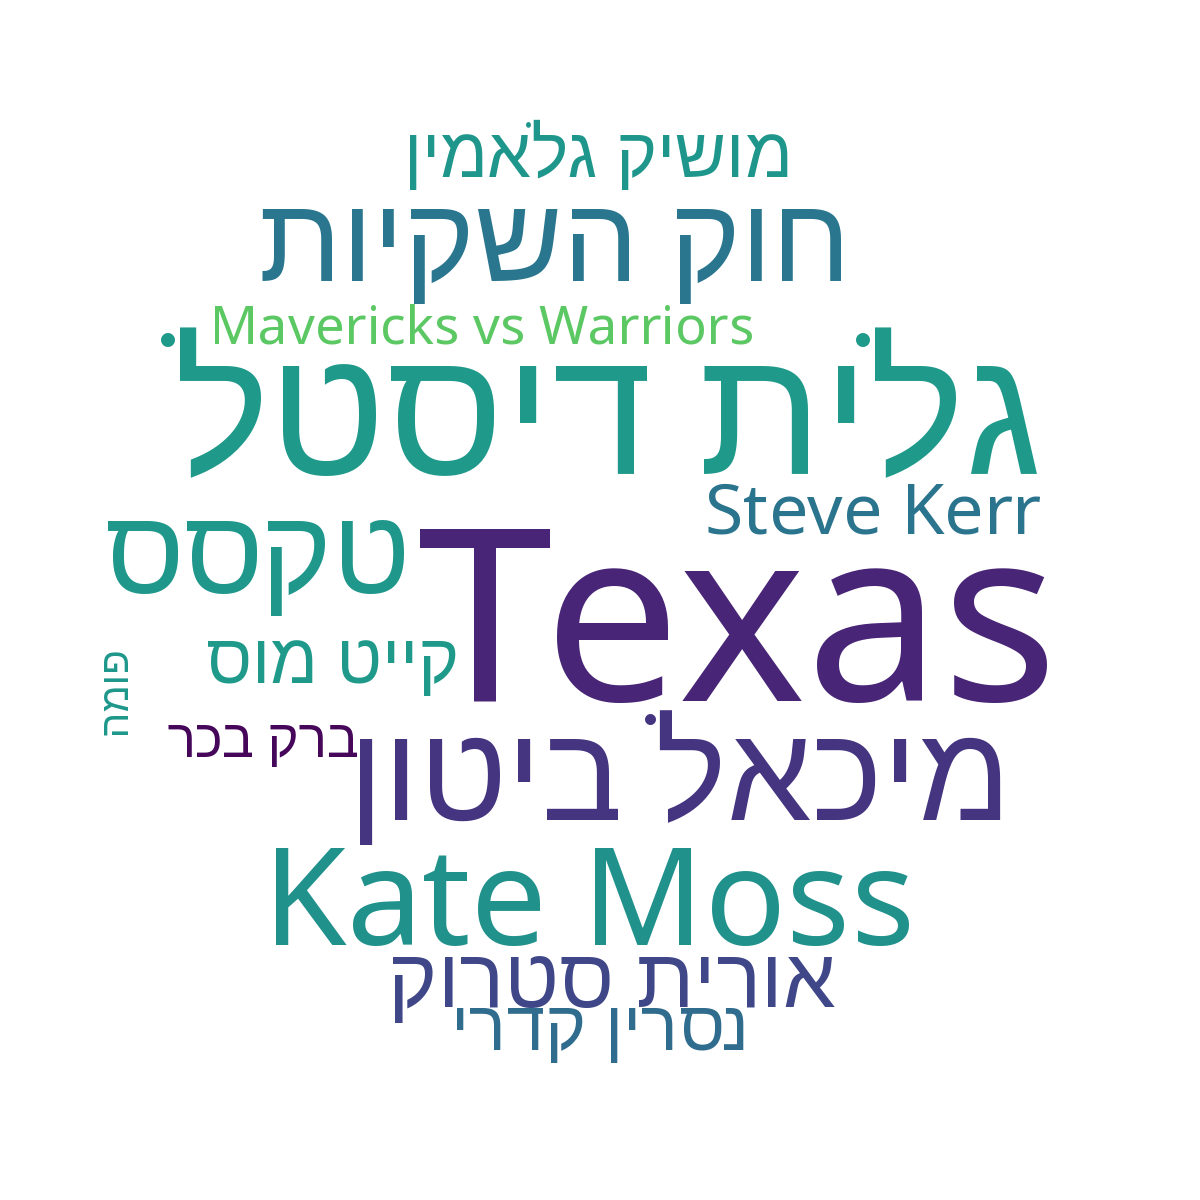 מושיק גלאמין
חוק השקיות
Mavericks vs Warriors
גלית דיסטל
Steve Kerr
טקסס
Texas
קייט מוס
פומה
ברק בכר
מיכאל ביטון
Kate Moss
אורית סטרוק
נסרין קדרי